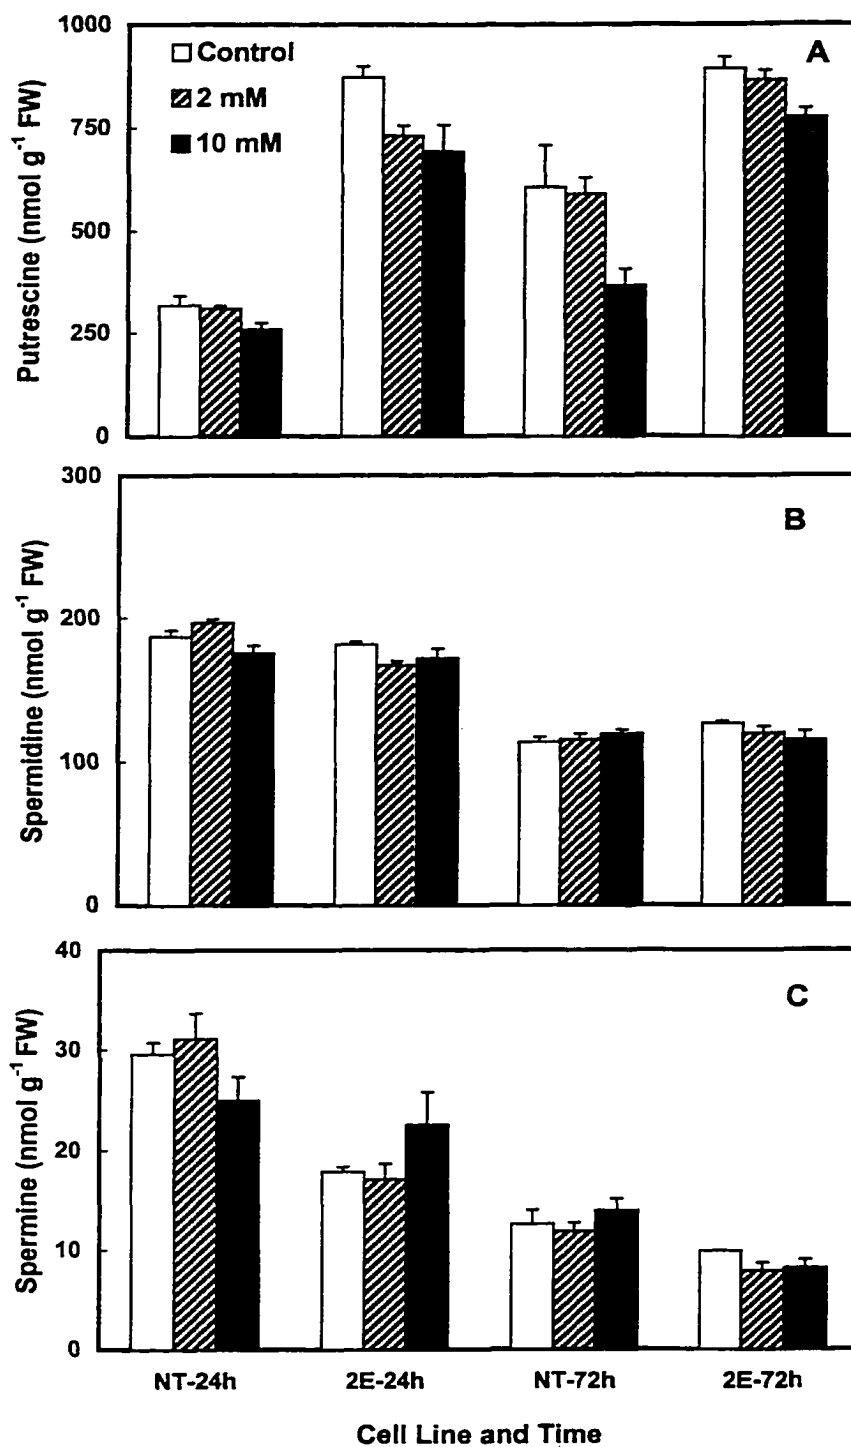 A
Control
2 mM
10 mM
Putrescine (nmol g⁻¹ FW)
1000
750
500
250
0
B
Spermidine (nmol g⁻¹ FW)
300
200
100
0
C
Spermine (nmol g⁻¹ FW)
40
30
20
10
0
NT-24h 2E-24h NT-72h 2E-72h
Cell Line and Time